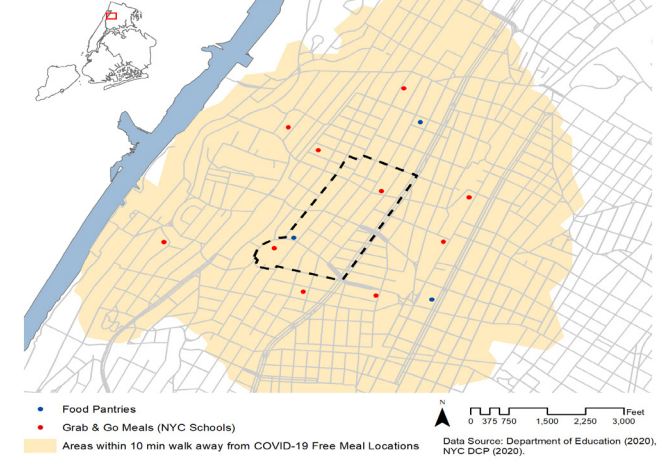 Food Pantries
Grab & Go Meals (NYC Schools)
Areas within 10 min walk away from COVID-19 Free Meal Locations
N
Feet
0 375 750 1,500 2,250 3,000
Data Source: Department of Education (2020),
NYC DCP (2020).